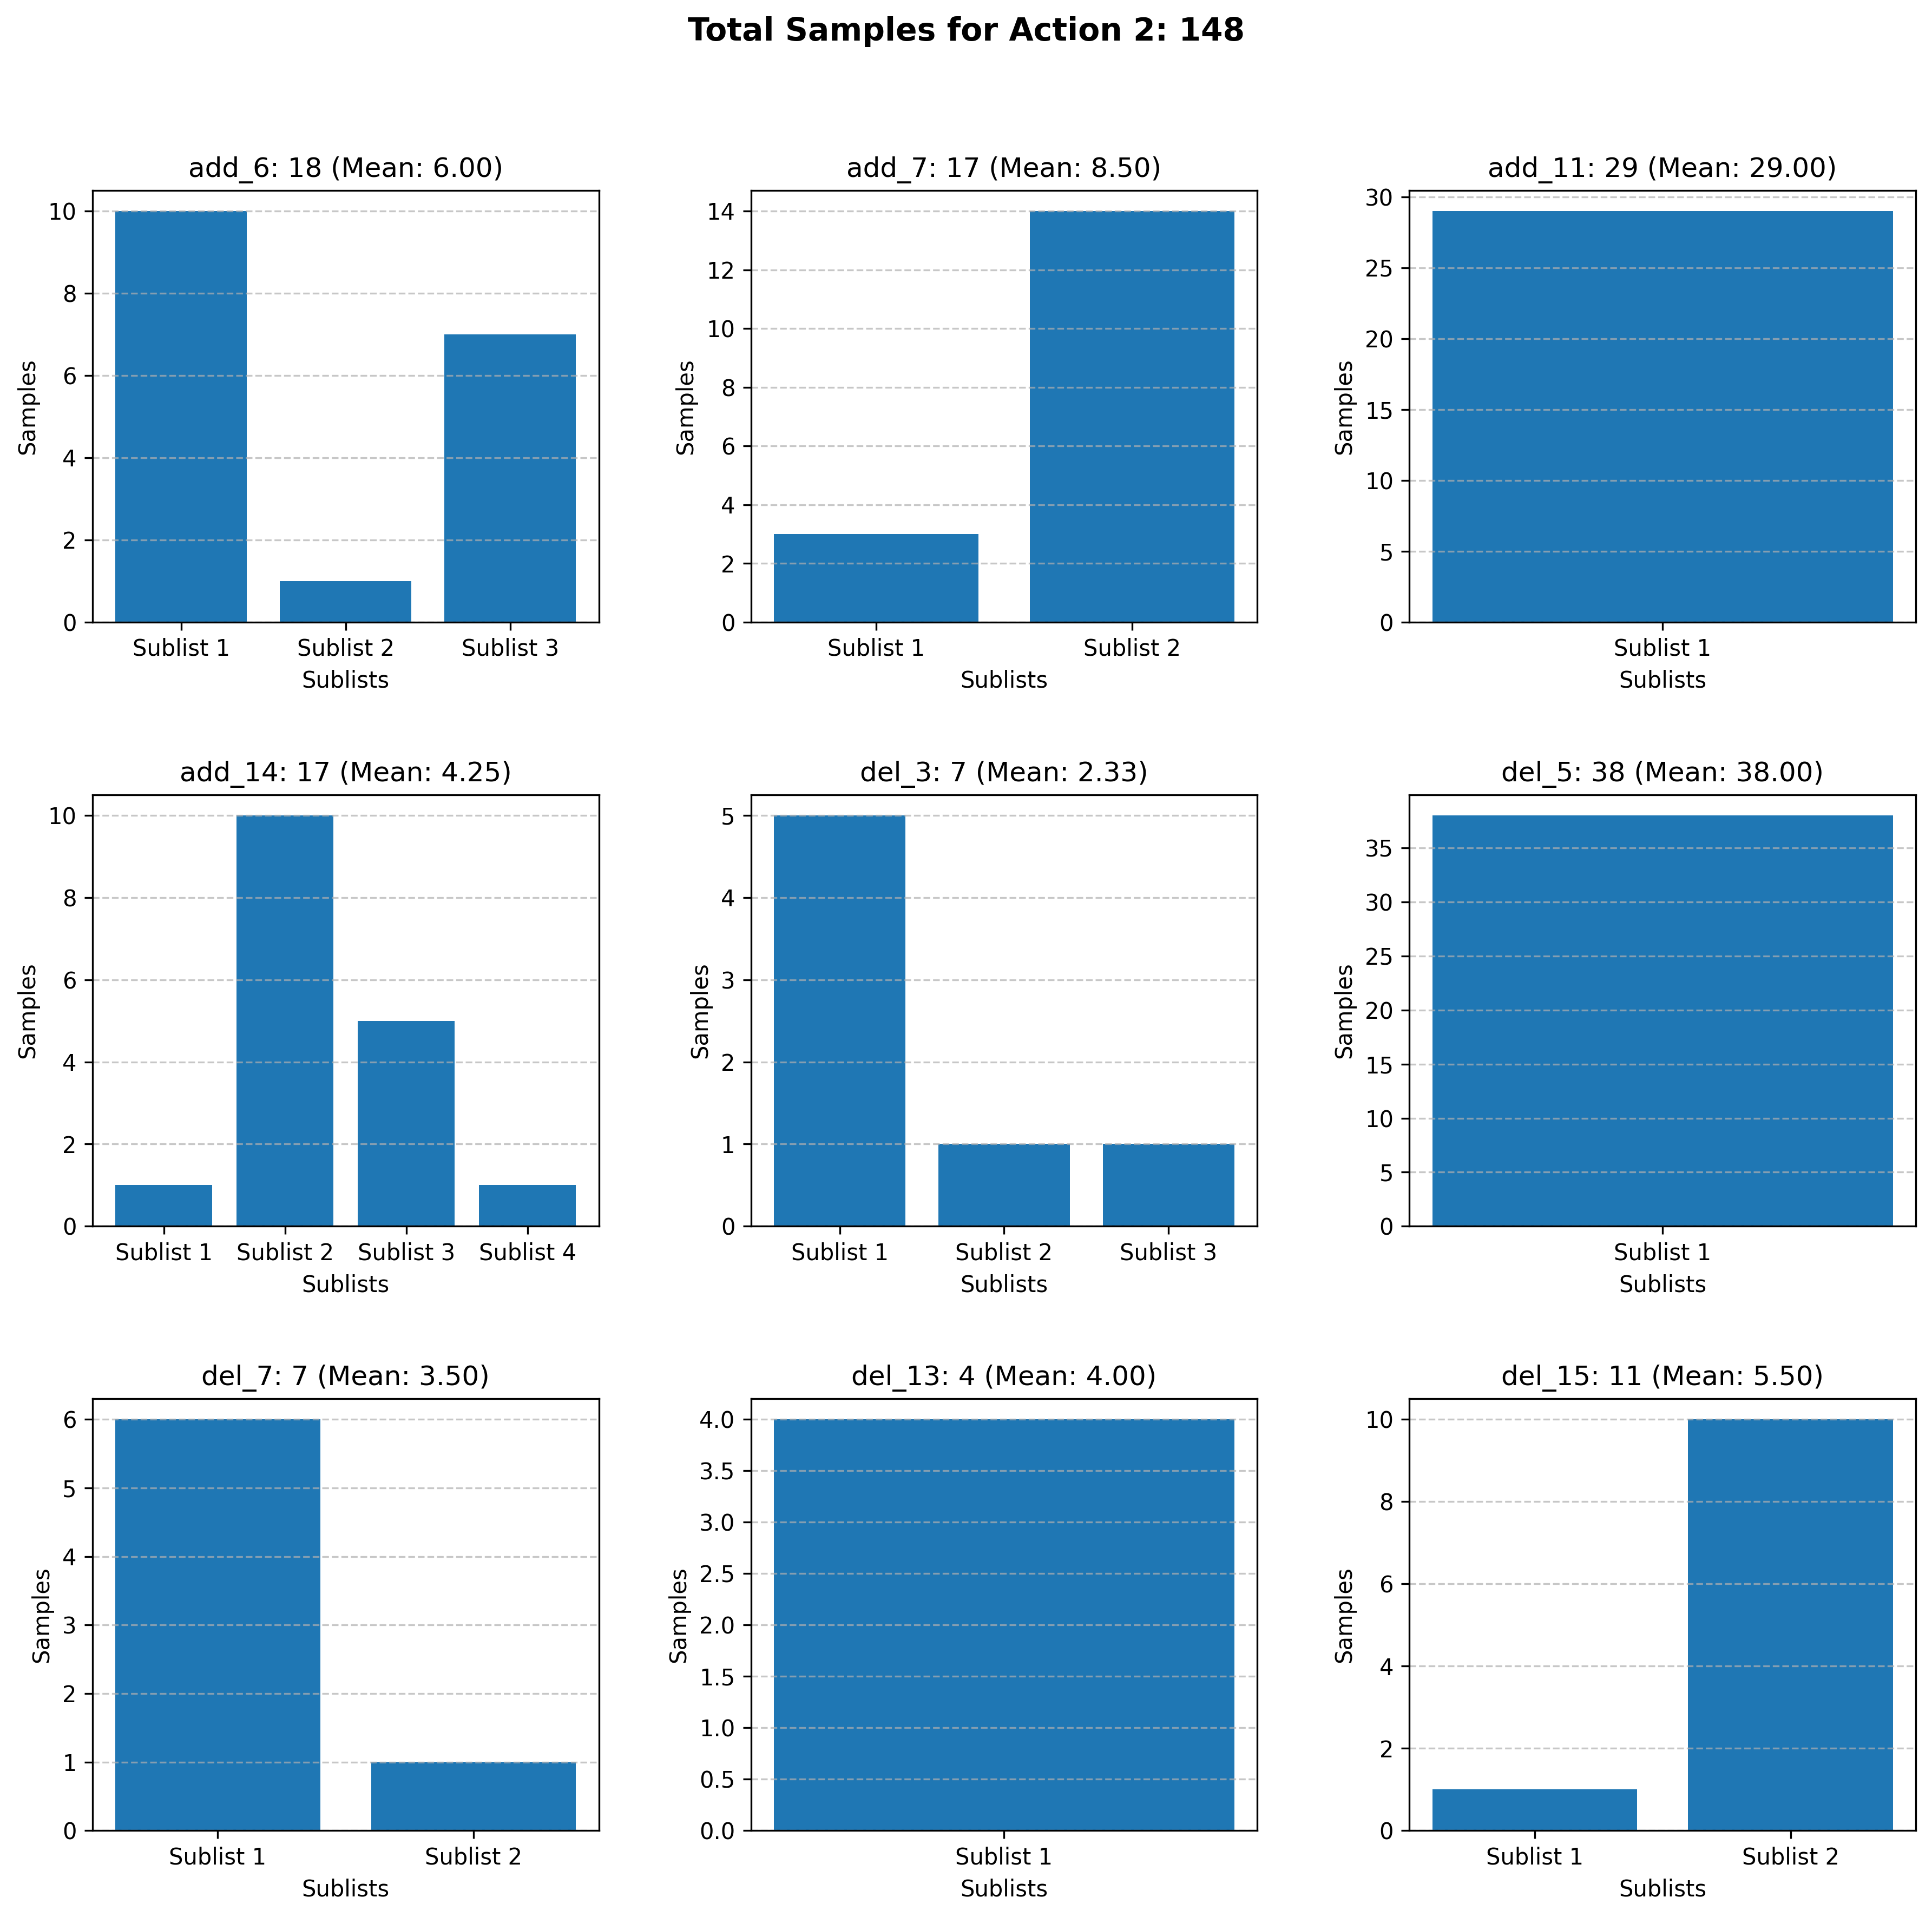 Total Samples for Action 2: 148
add_6: 18 (Mean: 6.00)
10
8
6
4
2
0
Samples
Sublist 1 Sublist 2 Sublist 3
Sublists
add_7: 17 (Mean: 8.50)
14
12
10
8
6
4
2
0
Samples
Sublist 1 Sublist 2
Sublists
add_11: 29 (Mean: 29.00)
30
25
20
15
10
5
0
Samples
Sublist 1
Sublists
add_14: 17 (Mean: 4.25)
10
8
6
4
2
0
Samples
Sublist 1 Sublist 2 Sublist 3 Sublist 4
Sublists
del_3: 7 (Mean: 2.33)
5
4
3
2
1
0
Samples
Sublist 1 Sublist 2 Sublist 3
Sublists
del_5: 38 (Mean: 38.00)
35
30
25
20
15
10
5
0
Samples
Sublist 1
Sublists
del_7: 7 (Mean: 3.50)
6
5
4
3
2
1
0
Samples
Sublist 1 Sublist 2
Sublists
del_13: 4 (Mean: 4.00)
4.0
3.5
3.0
2.5
2.0
1.5
1.0
0.5
0.0
Samples
Sublist 1
Sublists
del_15: 11 (Mean: 5.50)
10
8
6
4
2
0
Samples
Sublist 1 Sublist 2
Sublists